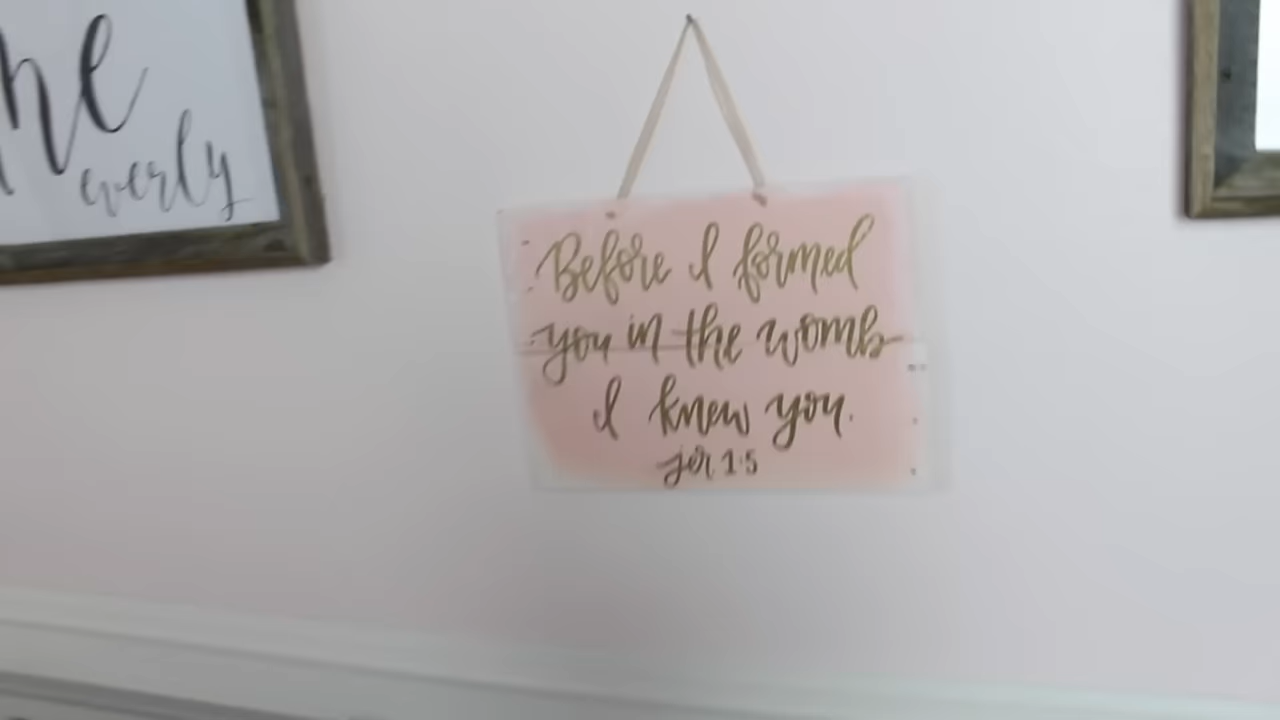 he
everly
Before I formed
you in the womb
I knew you.
jer 1:5